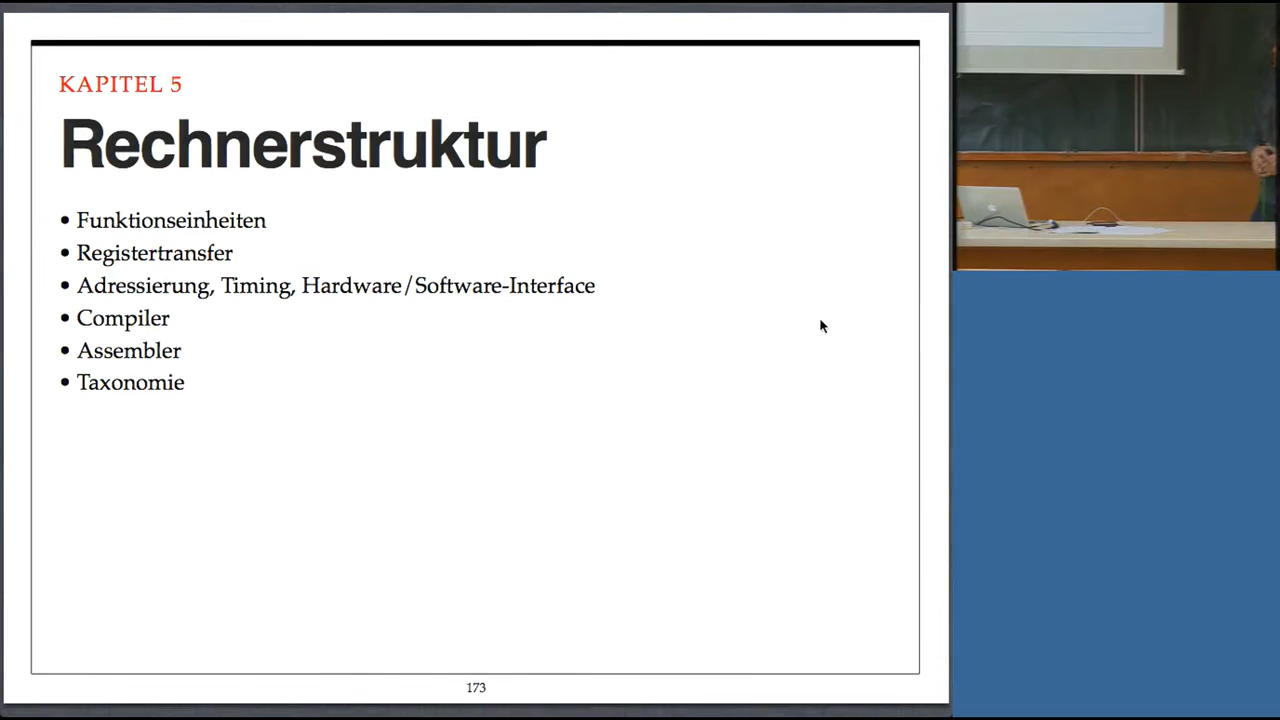 KAPITEL 5
Rechnerstruktur
• Funktionseinheiten
• Registertransfer
• Adressierung, Timing, Hardware/Software-Interface
• Compiler
• Assembler
• Taxonomie
173